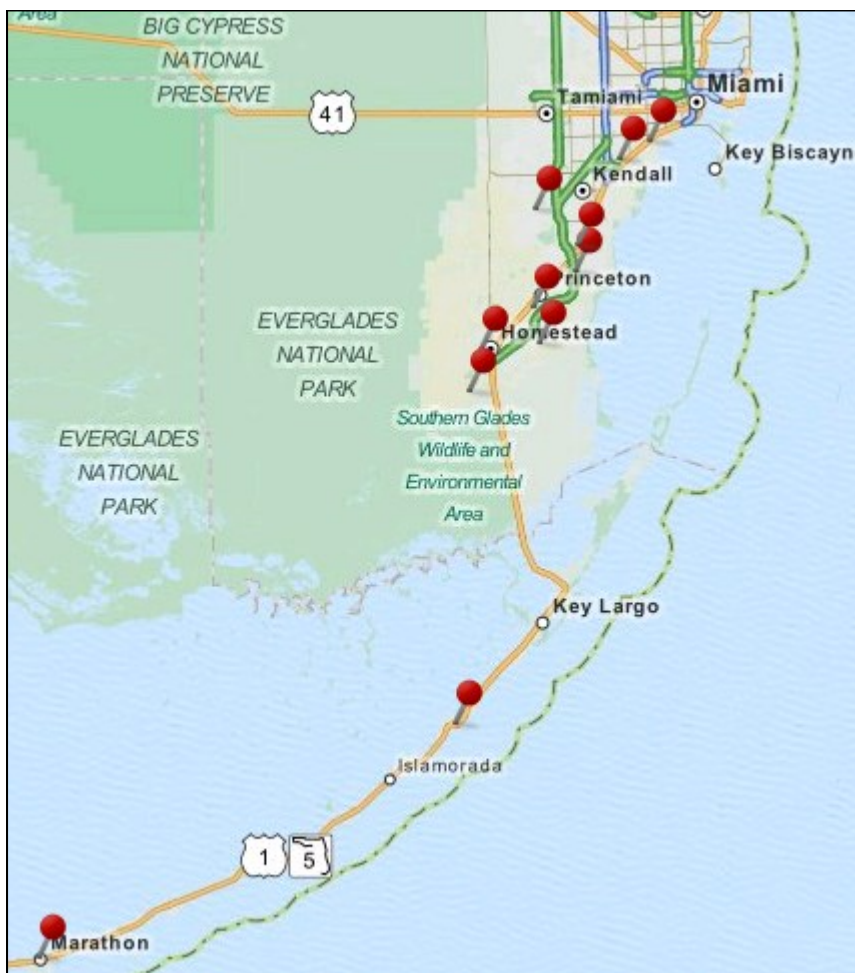 Area
BIG CYPRESS
NATIONAL
PRESERVE
41
Tamiami
Miami
Key Biscayn
Kendall
Princeton
EVERGLADES
NATIONAL
PARK
Homestead
Southern Glades
Wildlife and
Environmental
Area
EVERGLADES
NATIONAL
PARK
Key Largo
Islamorada
1
5
Marathon